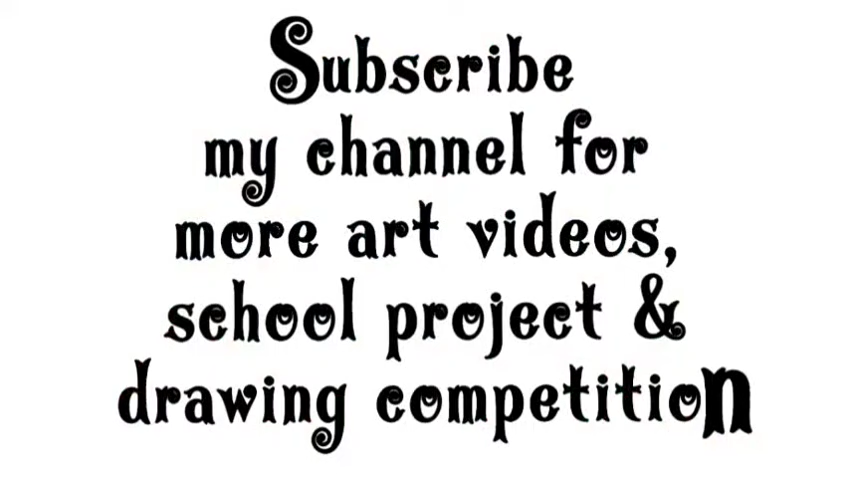 Subscribe
my channel for
more art videos,
school project &
drawing competition